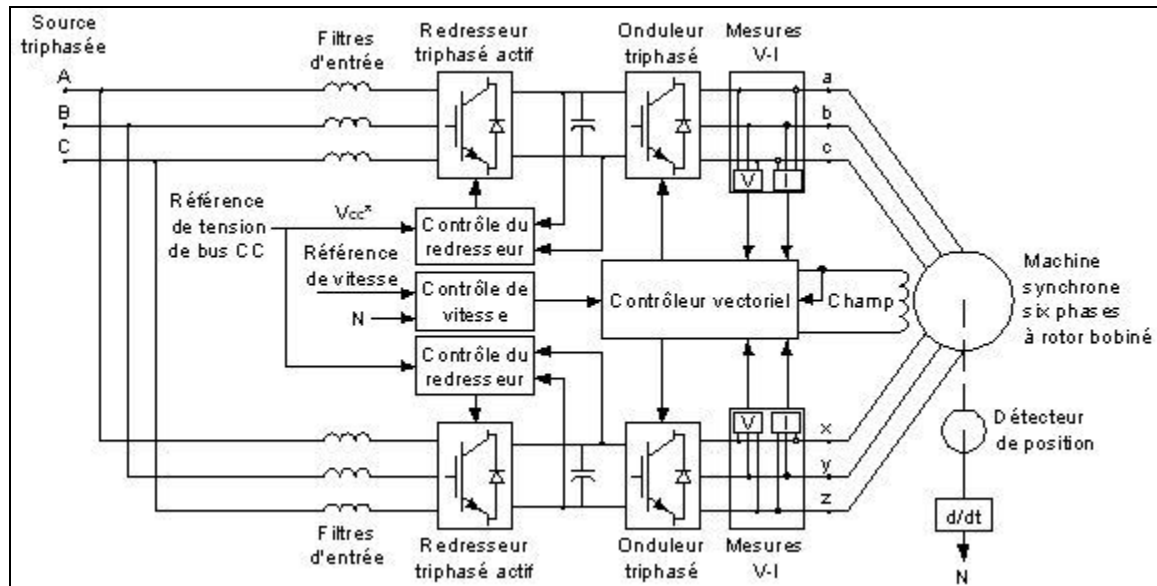 Source
triphasée
Filtres
d'entrée
Redresseur
triphasé actif
Onduleur
triphasé
Mesures
V-I
A
B
C
a
b
c
V
I
Référence
de tension
de bus CC
Vcc*
Contrôle du
redresseur
Référence
de vitesse
N
Contrôle de
vitesse
Contrôleur vectoriel
Champ
Machine
synchrone
six phases
à rotor bobiné
Contrôle du
redresseur
V
I
x
y
z
Détecteur
de position
d/dt
N
Filtres
d'entrée
Redresseur
triphasé actif
Onduleur
triphasé
Mesures
V-I